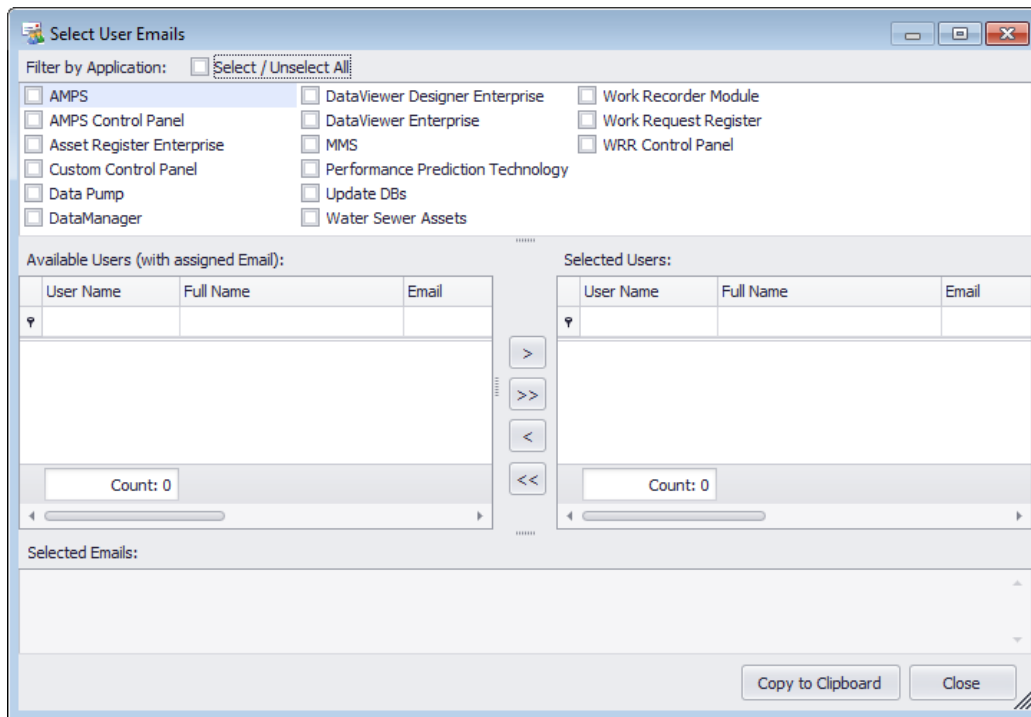 Select User Emails
Filter by Application: Select / Unselect All
AMPS
AMPS Control Panel
Asset Register Enterprise
Custom Control Panel
Data Pump
DataManager
DataViewer Designer Enterprise
DataViewer Enterprise
MMS
Performance Prediction Technology
Update DBs
Water Sewer Assets
Work Recorder Module
Work Request Register
WRR Control Panel
Available Users (with assigned Email):
User Name Full Name Email
Count: 0
>
>>
<
<<
Selected Users:
User Name Full Name Email
Count: 0
Selected Emails:
Copy to Clipboard Close